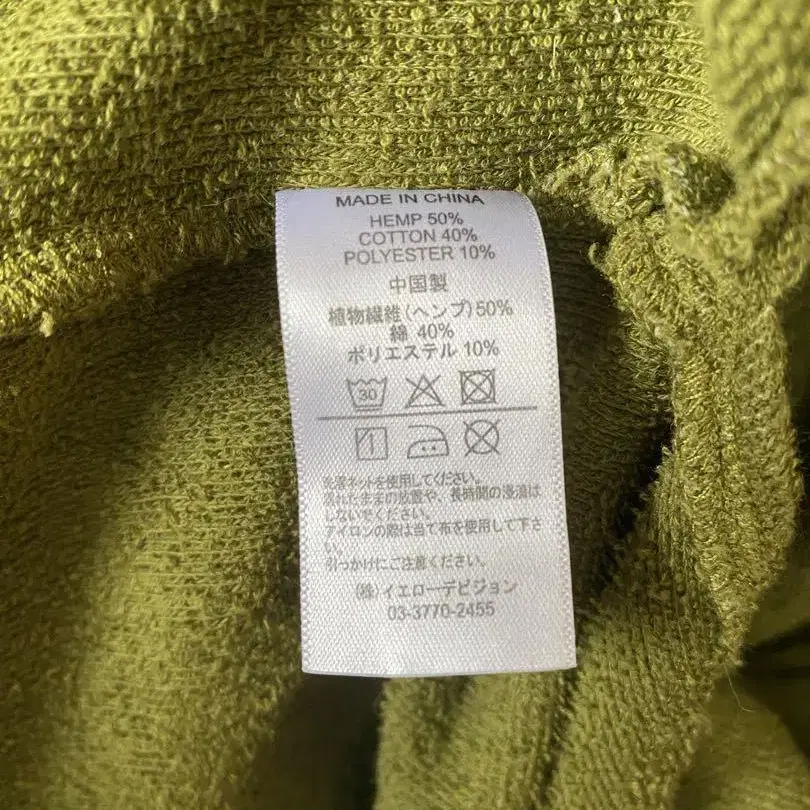 MADE IN CHINA
HEMP 50%
COTTON 40%
POLYESTER 10%
中国製
植物繊維(ヘンプ)50%
綿 40%
ポリエステル 10%
30
洗濯ネットを使用してください。
濡れたままの放置や、長時間の浸漬は
しないでください。
アイロンの際は当て布を使用して下さ
い。
引っかけにご注意ください。
(株)イエローデビジョン
03-3770-2455